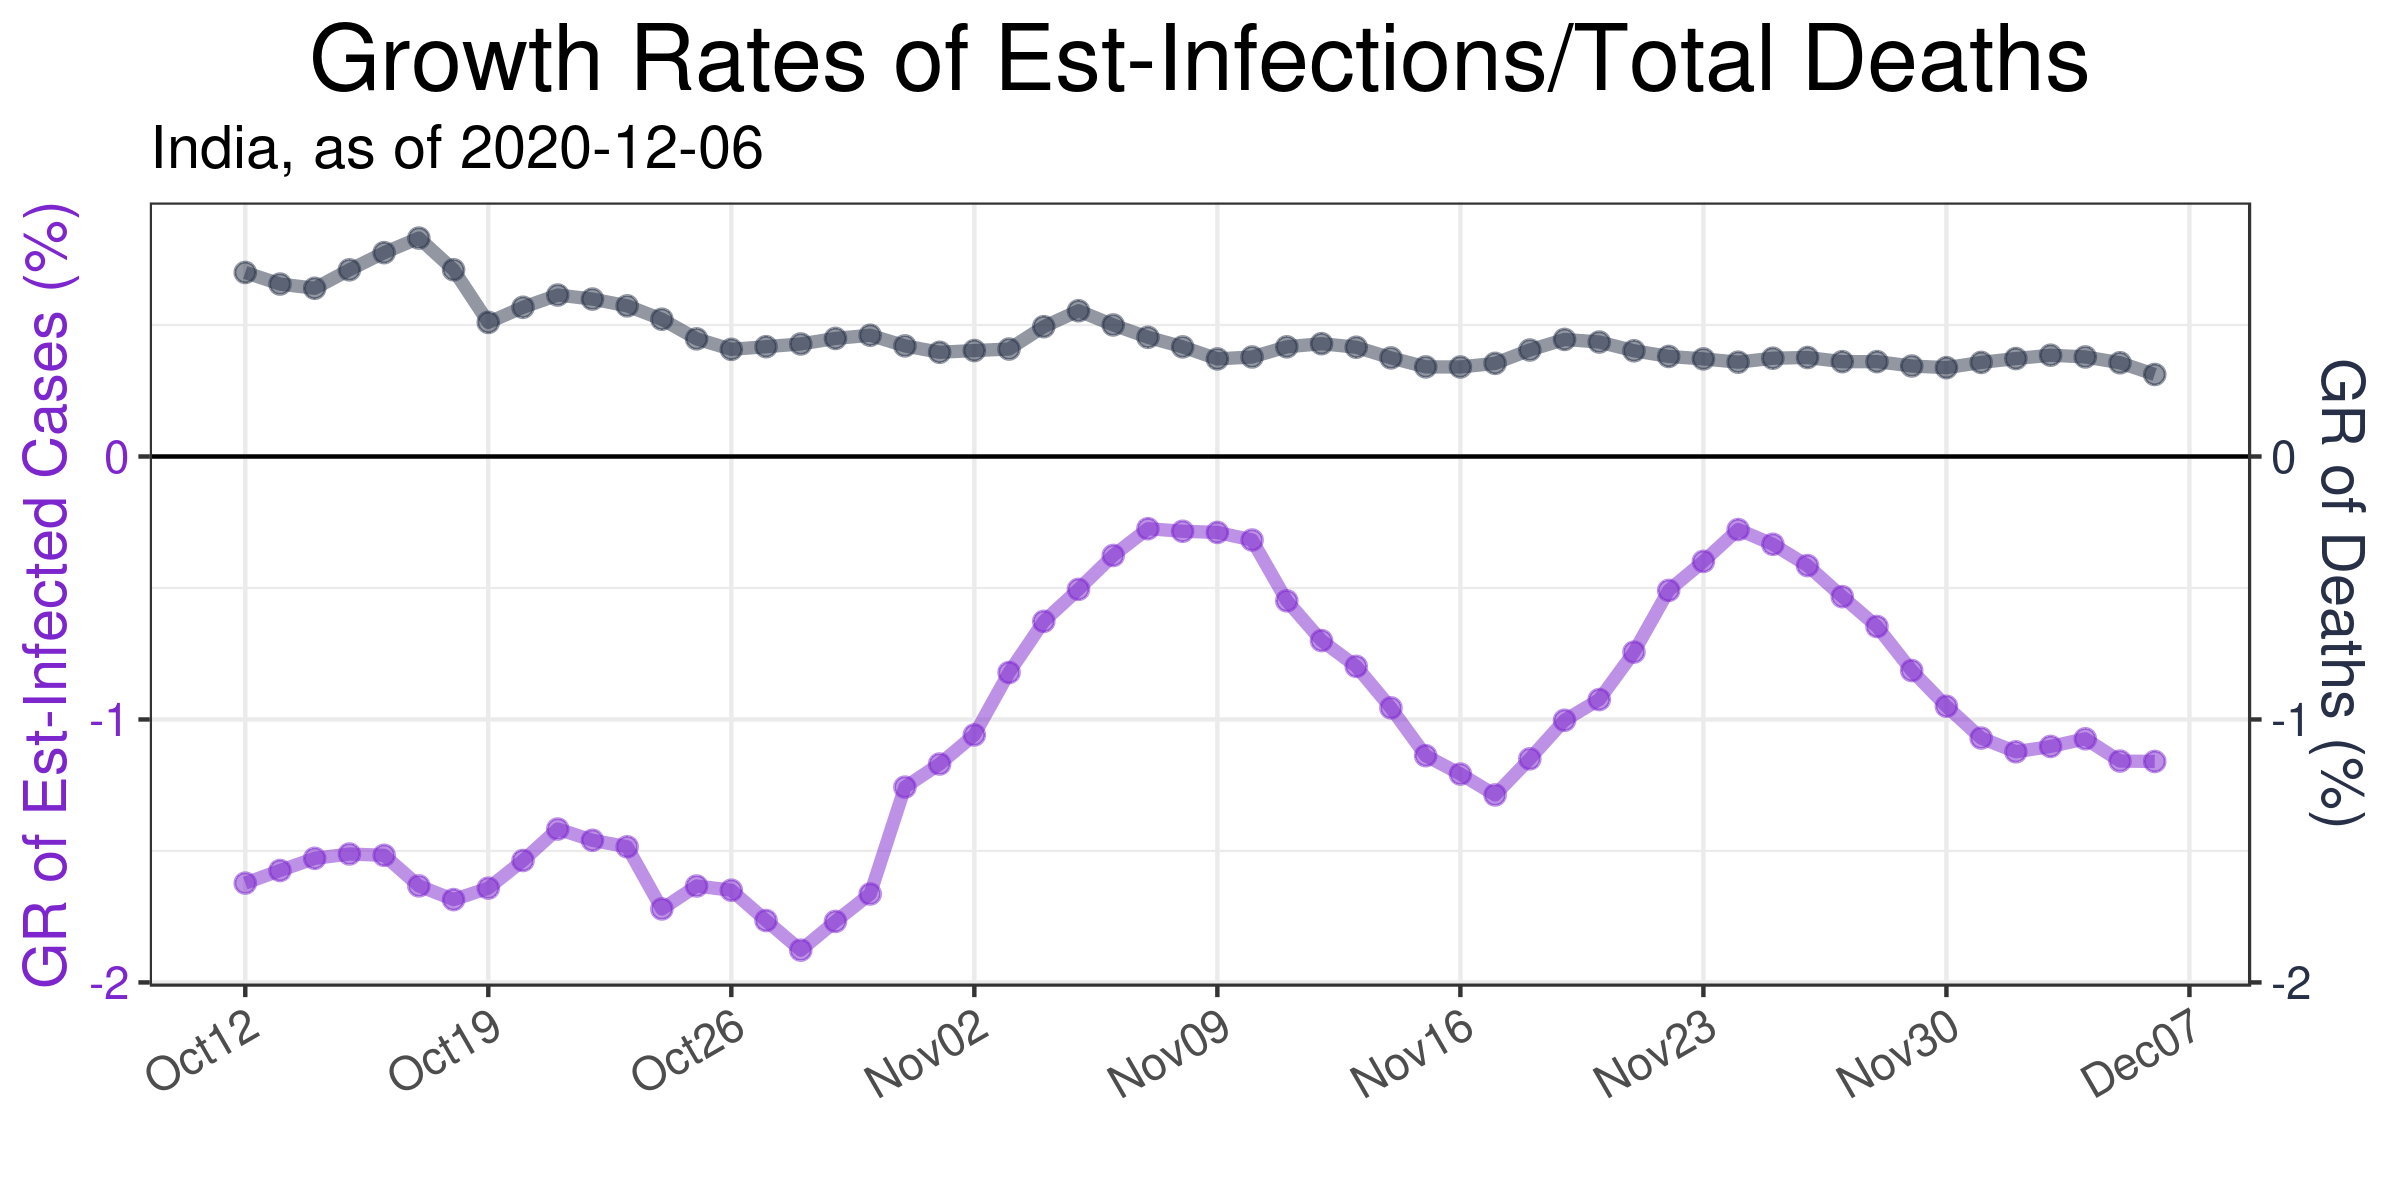 Growth Rates of Est-Infections/Total Deaths
India, as of 2020-12-06
GR of Est-Infected Cases (%)
0
-1
-2
GR of Deaths (%)
0
-1
-2
Oct12
Oct19
Oct26
Nov02
Nov09
Nov16
Nov23
Nov30
Dec07